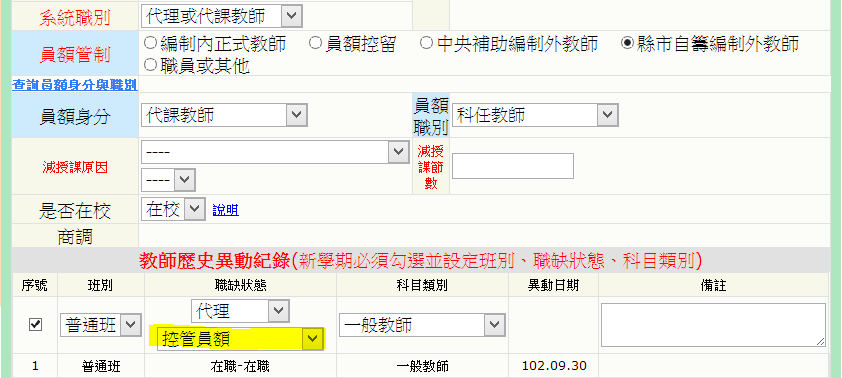 系統職別 代理或代課教師
員額管制 編制內正式教師 員額控留 中央補助編制外教師 縣市自籌編制外教師
職員或其他
查詢員額身分與職別
員額身分 代課教師 員額職別 科任教師
減授課原因 ---- 減授課節數
----
是否在校 在校 說明
商調
教師歷史異動紀錄(新學期必須勾選並設定班別、職缺狀態、科目類別)
序號 班別 職缺狀態 科目類別 異動日期 備註
普通班 代理 一般教師
控管員額
1 普通班 在職-在職 一般教師 102.09.30